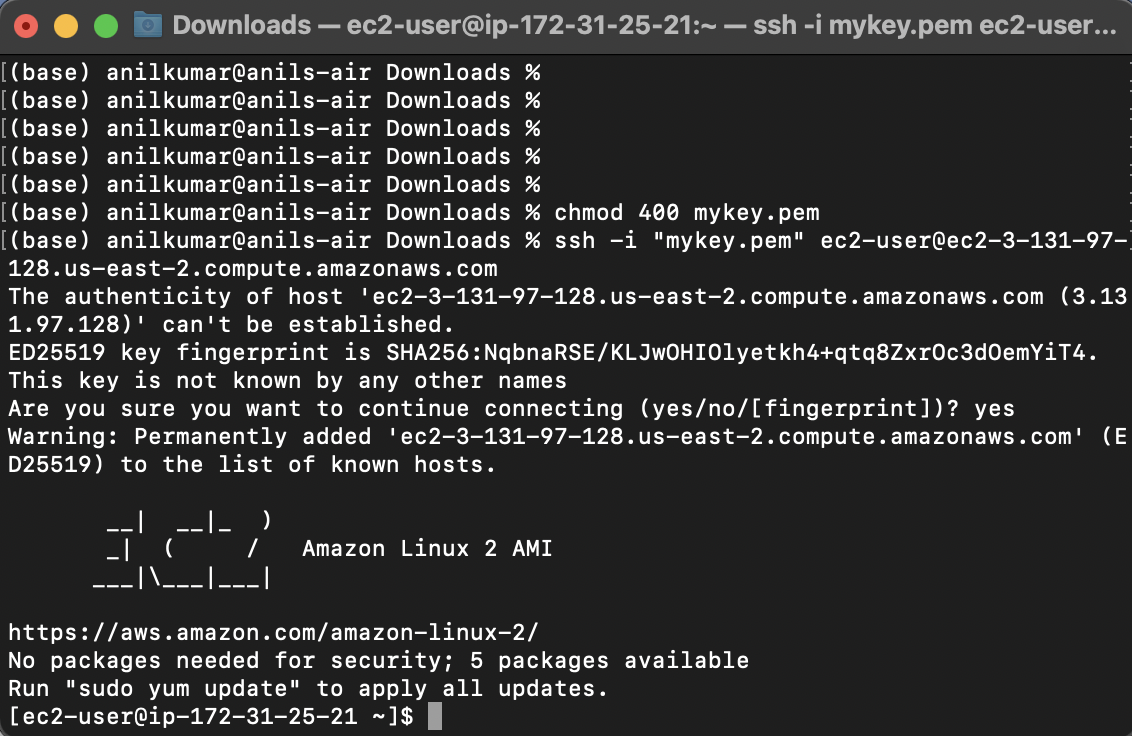 Downloads — ec2-user@ip-172-31-25-21:~ — ssh -i mykey.pem ec2-user...
[(base) anilkumar@anils-air Downloads %
[(base) anilkumar@anils-air Downloads %
[(base) anilkumar@anils-air Downloads %
[(base) anilkumar@anils-air Downloads %
[(base) anilkumar@anils-air Downloads %
[(base) anilkumar@anils-air Downloads % chmod 400 mykey.pem
[(base) anilkumar@anils-air Downloads % ssh -i "mykey.pem" ec2-user@ec2-3-131-97-]
128.us-east-2.compute.amazonaws.com
The authenticity of host 'ec2-3-131-97-128.us-east-2.compute.amazonaws.com (3.13
1.97.128)' can't be established.
ED25519 key fingerprint is SHA256:NqbnaRSE/KLJwOHIOlyetkh4+qtq8ZxrOc3dOemYiT4.
This key is not known by any other names
Are you sure you want to continue connecting (yes/no/[fingerprint])? yes
Warning: Permanently added 'ec2-3-131-97-128.us-east-2.compute.amazonaws.com' (E
D25519) to the list of known hosts.
       __|  __|_  )
       _|  (     /   Amazon Linux 2 AMI
      ___|\___|___|
https://aws.amazon.com/amazon-linux-2/
No packages needed for security; 5 packages available
Run "sudo yum update" to apply all updates.
[ec2-user@ip-172-31-25-21 ~]$